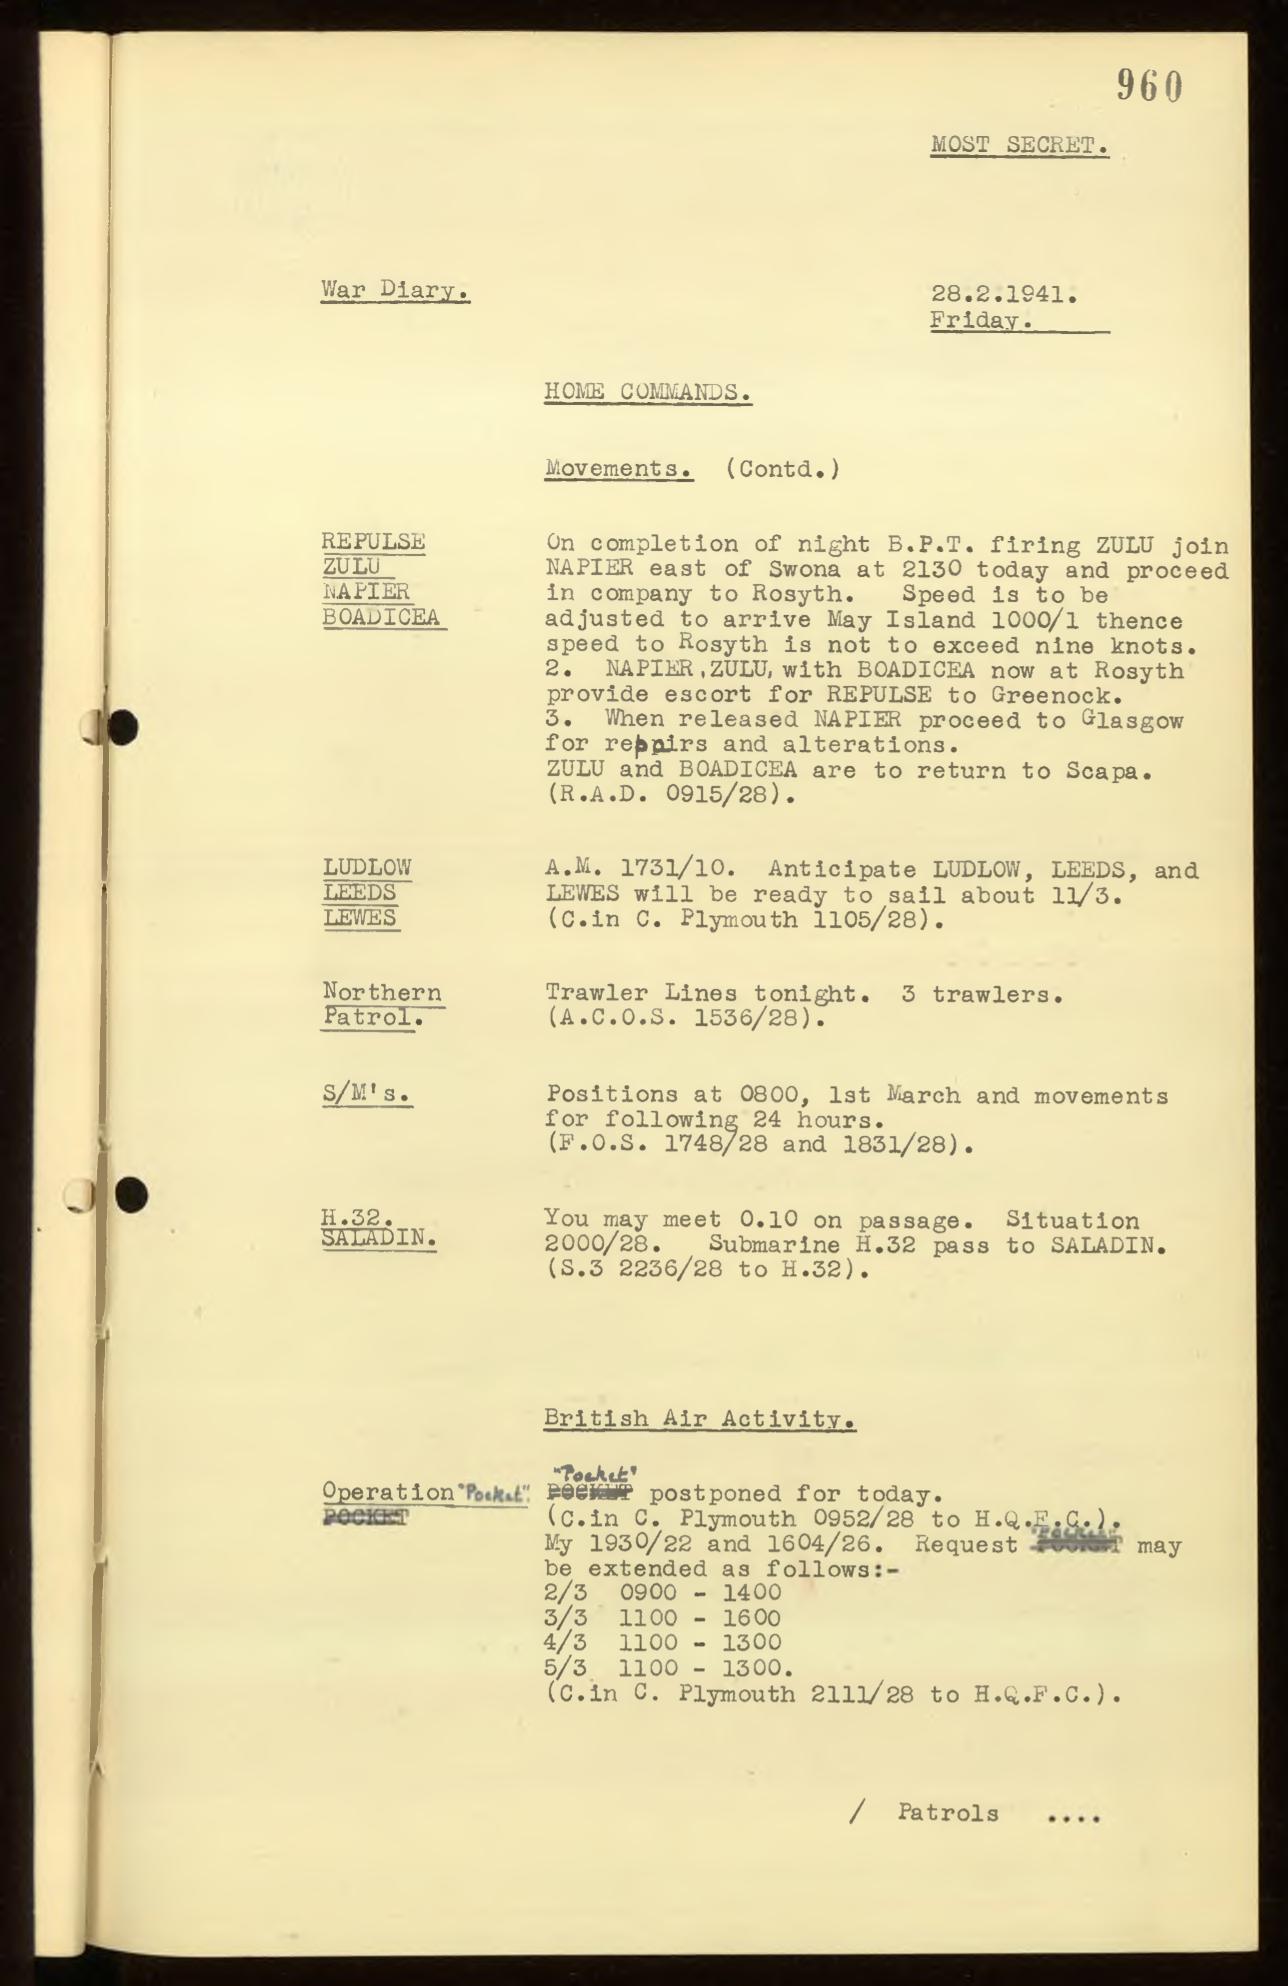 960
MOST SECRET.
War Diary.
28.2.1941.
Friday.
HOME COMMANDS.
Movements. (Contd.)
REPULSE
ZULU
NAPIER
BOADICEA
On completion of night B.P.T. firing ZULU join
NAPIER east of Swona at 2130 today and proceed
in company to Rosyth. Speed is to be
adjusted to arrive May Island 1000/1 thence
speed to Rosyth is not to exceed nine knots.
2. NAPIER, ZULU, with BOADICEA now at Rosyth
provide escort for REPULSE to Greenock.
3. When released NAPIER proceed to Glasgow
for repairs and alterations.
ZULU and BOADICEA are to return to Scapa.
(R.A.D. 0915/28).
LUDLOW
LEEDS
LEWES
A.M. 1731/10. Anticipate LUDLOW, LEEDS, and
LEWES will be ready to sail about 11/3.
(C.in C. Plymouth 1105/28).
Northern
Patrol.
Trawler Lines tonight. 3 trawlers.
(A.C.O.S. 1536/28).
S/M's.
Positions at 0800, 1st March and movements
for following 24 hours.
(F.O.S. 1748/28 and 1831/28).
H.32.
SALADIN.
You may meet 0.10 on passage. Situation
2000/28. Submarine H.32 pass to SALADIN.
(S.3 2236/28 to H.32).
British Air Activity.
Operation "Pocket".
POCKET
"Pocket"
POCKET postponed for today.
(C.in C. Plymouth 0952/28 to H.Q.F.C.).
"Pocket"
My 1930/22 and 1604/26. Request POCKET may
be extended as follows:-
2/3 0900 - 1400
3/3 1100 - 1600
4/3 1100 - 1300
5/3 1100 - 1300.
(C.in C. Plymouth 2111/28 to H.Q.F.C.).
/ Patrols ....